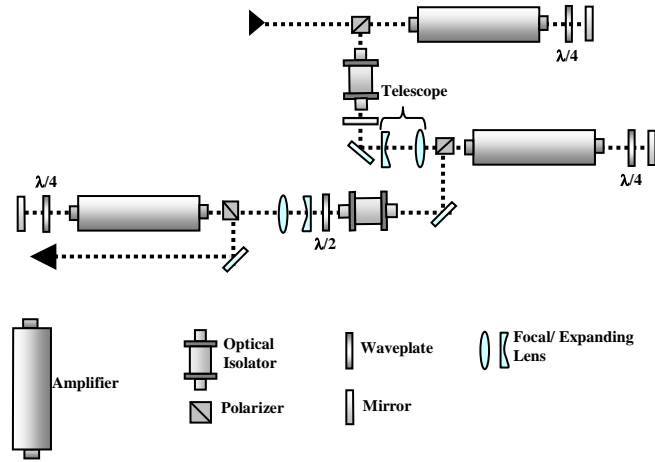 λ/4
Telescope
λ/4
λ/4
λ/2
Optical
Isolator
Waveplate
Focal/ Expanding
Lens
Amplifier
Polarizer
Mirror